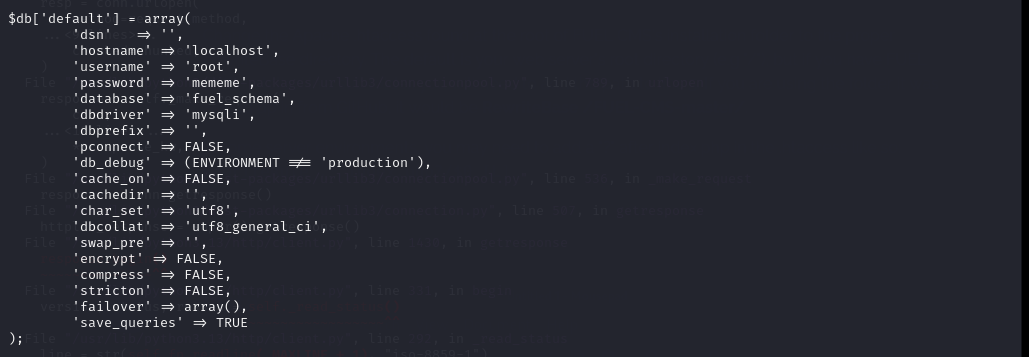 $db['default'] = array(
        'dsn'   => '',
        'hostname' => 'localhost',
        'username' => 'root',
        'password' => 'mememe',
        'database' => 'fuel_schema',
        'dbdriver' => 'mysqli',
        'dbprefix' => '',
        'pconnect' => FALSE,
        'db_debug' => (ENVIRONMENT !== 'production'),
        'cache_on' => FALSE,
        'cachedir' => '',
        'char_set' => 'utf8',
        'dbcollat' => 'utf8_general_ci',
        'swap_pre' => '',
        'encrypt' => FALSE,
        'compress' => FALSE,
        'stricton' => FALSE,
        'failover' => array(),
        'save_queries' => TRUE
);